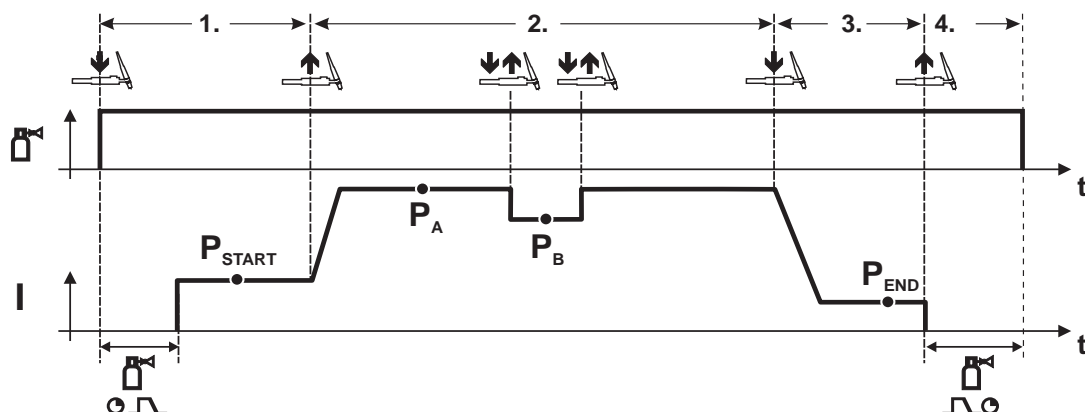 1. 2. 3. 4.
t
P_A
P_B
P_START
P_END
I
t